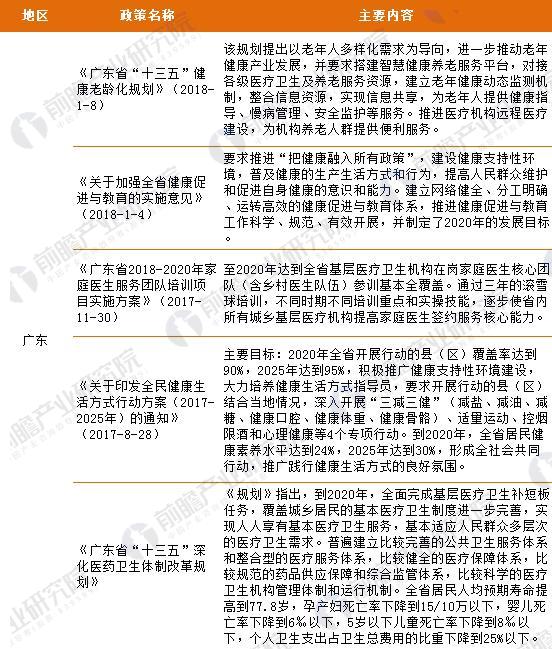 地区 政策名称 主要内容
广东
《广东省“十三五”健
康老龄化规划》（2018-
1-8）
该规划提出以老年人多样化需求为导向，进一步推动老年
健康产业发展，并要求搭建智慧健康养老服务平台，对接
各级医疗卫生及养老服务资源，建立老年健康动态监测机
制，整合信息资源，实现信息共享，为老年人提供健康指
导、慢病管理、安全监护等服务。推进医疗机构远程医疗
建设，为机构养老人群提供便利服务。
《关于加强全省健康促
进与教育的实施意见》
（2018-1-4）
要求推进“把健康融入所有政策”，建设健康支持性环
境，普及健康的生产生活方式和行为，提高人民群众维护
和促进自身健康的意识和能力。建立网络健全、分工明确
、运转高效的健康促进与教育体系，推进健康促进与教育
工作科学、规范、有效开展，并制定了2020年的发展目标
。
《广东省2018-2020年家
庭医生服务团队培训项
目实施方案》（2017-
11-30）
至2020年达到全省基层医疗卫生机构在岗家庭医生核心团
队（含乡村医生队伍）参训基本全覆盖。通过三年的滚雪
球培训，不同时期不同培训重点和实操技能，逐步使省内
所有城乡基层医疗机构提高家庭医生签约服务核心能力。
《关于印发全民健康生
活方式行动方案（2017-
2025年）的通知》
（2017-8-28）
主要目标：2020年全省开展行动的县（区）覆盖率达到
90%，2025年达到95%，积极推广健康支持性环境建设，
大力培养健康生活方式指导员，要求开展行动的县（区）
结合当地情况，深入开展“三减三健”（减盐、减油、减
糖、健康口腔、健康体重、健康骨骼）、适量运动、控烟
限酒和心理健康等4个专项行动。到2020年，全省居民健
康素养水平达到24%，2025年达到30%，形成全社会共同
行动，推广践行健康生活方式的良好氛围。
《广东省“十三五”深
化医药卫生体制改革规
划》
《规划》指出，到2020年，全面完成基层医疗卫生补短板
任务，覆盖城乡居民的基本医疗卫生制度进一步完善，实
现人人享有基本医疗卫生服务，基本适应人民群众多层次
的医疗卫生需求。普遍建立比较完善的公共卫生服务体系
和整合型的医疗服务体系，比较健全的医疗保障体系，比
较规范的药品供应保障和综合监管体系，比较科学的医疗
卫生机构管理体制和运行机制。全省居民人均预期寿命提
高到77.8岁，孕产妇死亡率下降到15/10万以下，婴儿死
亡率下降到6‰以下，5岁以下儿童死亡率下降到8‰以
下，个人卫生支出占卫生总费用的比重下降到25%以下。
前瞻产业研究院